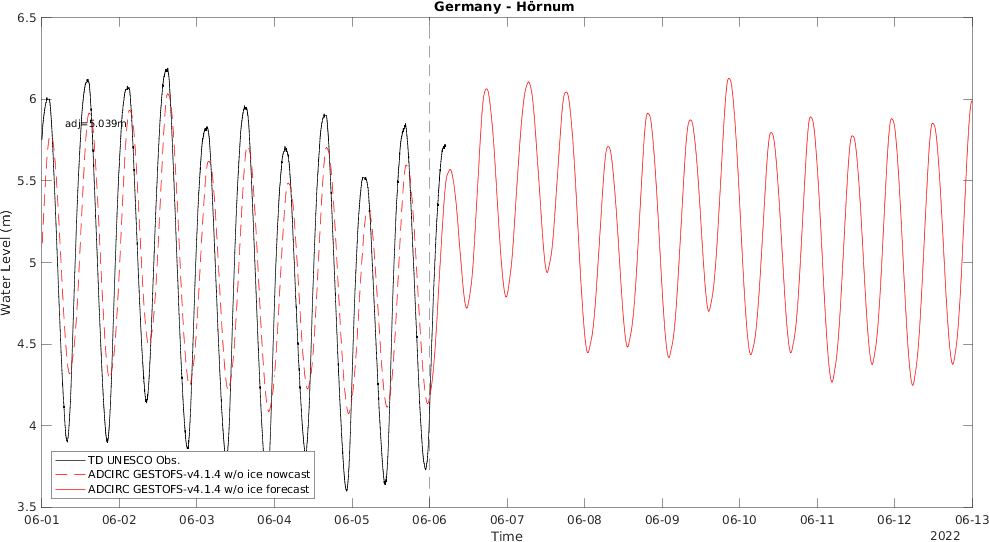 Germany - Hörnum
Water Level (m)
6.5
6
5.5
5
4.5
4
3.5
adj=5.039m
TD UNESCO Obs.
ADCIRC GESTOFS-v4.1.4 w/o ice nowcast
ADCIRC GESTOFS-v4.1.4 w/o ice forecast
06-01 06-02 06-03 06-04 06-05 06-06 06-07 06-08 06-09 06-10 06-11 06-12 06-13
Time
2022